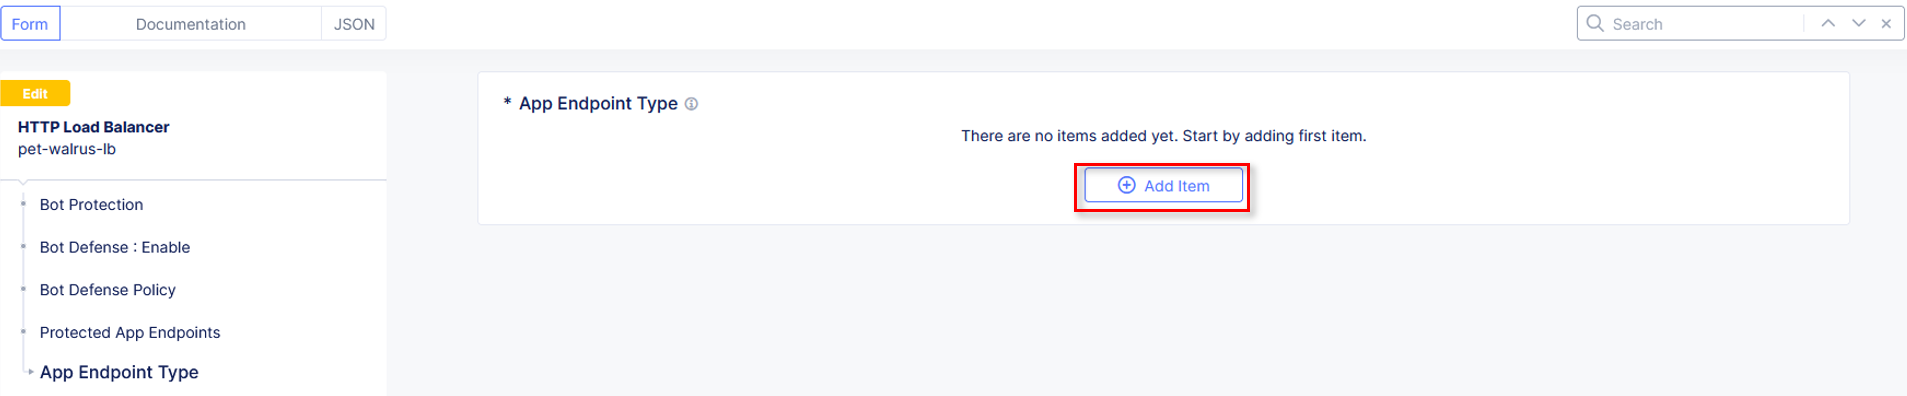 Form Documentation JSON Search
Edit
HTTP Load Balancer
pet-walrus-lb
Bot Protection
Bot Defense : Enable
Bot Defense Policy
Protected App Endpoints
App Endpoint Type
* App Endpoint Type
There are no items added yet. Start by adding first item.
Add Item